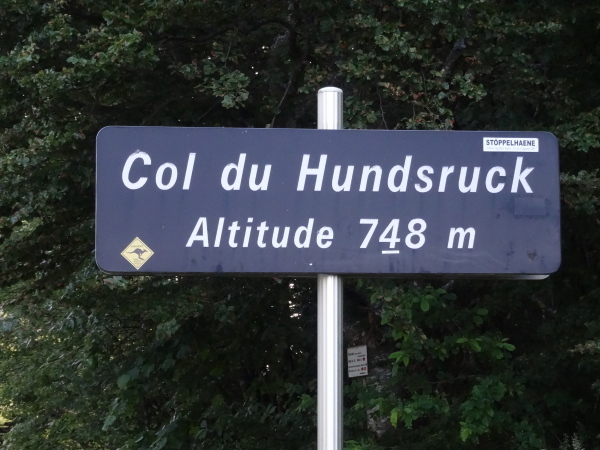 STÖPPELHAENE
Col du Hundsruck
Altitude 748 m